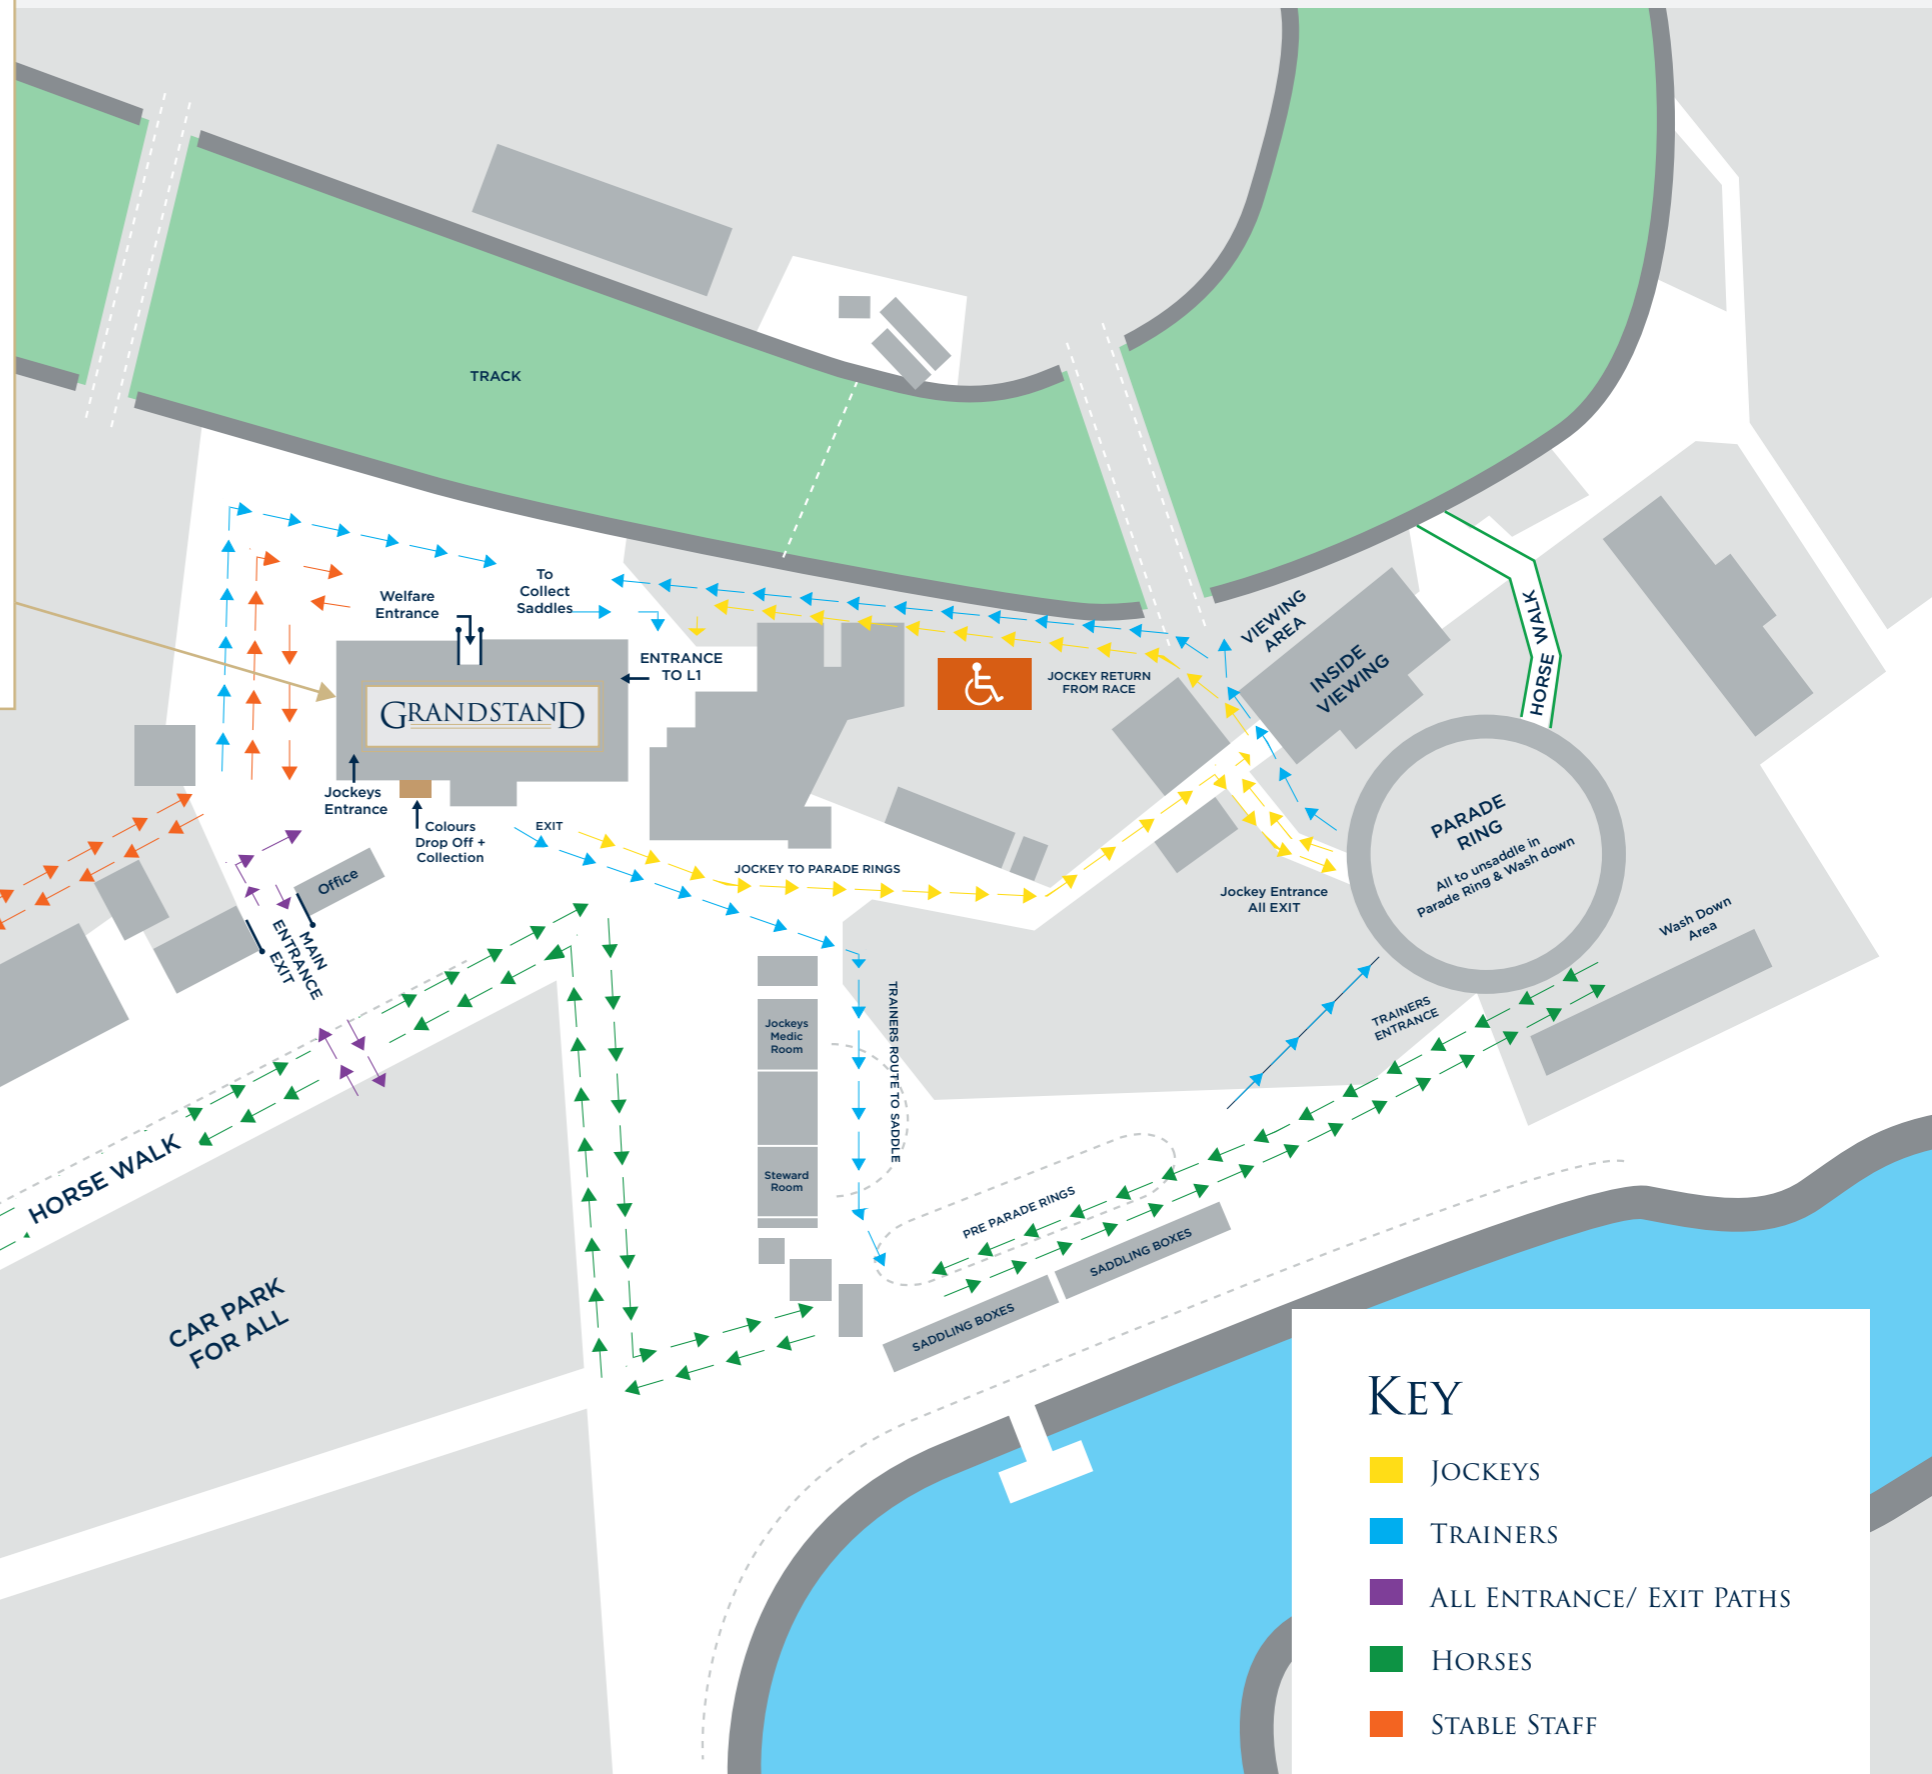 TRACK
To
Collect
Saddles
Welfare
Entrance
ENTRANCE
TO L1
GRANDSTAND
Jockeys
Entrance
Colours
Drop Off +
Collection
EXIT
JOCKEY TO PARADE RINGS
JOCKEY RETURN
FROM RACE
VIEWING
AREA
INSIDE
VIEWING
HORSE WALK
PARADE
RING
All to unsaddle in
Parade Ring & Wash down
Jockey Entrance
All EXIT
Wash Down
Area
TRAINERS
ENTRANCE
Office
MAIN
ENTRANCE
EXIT
HORSE WALK
CAR PARK
FOR ALL
Jockeys
Medic
Room
Steward
Room
TRAINERS ROUTE TO SADDLE
PRE PARADE RINGS
SADDLING BOXES
SADDLING BOXES
KEY
JOCKEYS
TRAINERS
ALL ENTRANCE/ EXIT PATHS
HORSES
STABLE STAFF